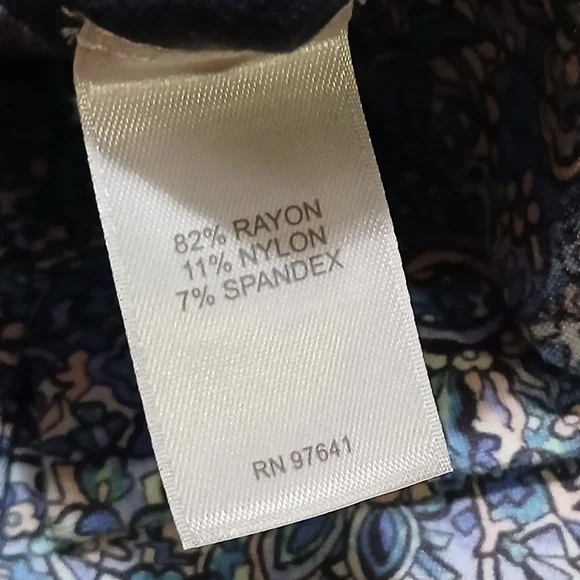 82% RAYON
11% NYLON
7% SPANDEX
RN 97641